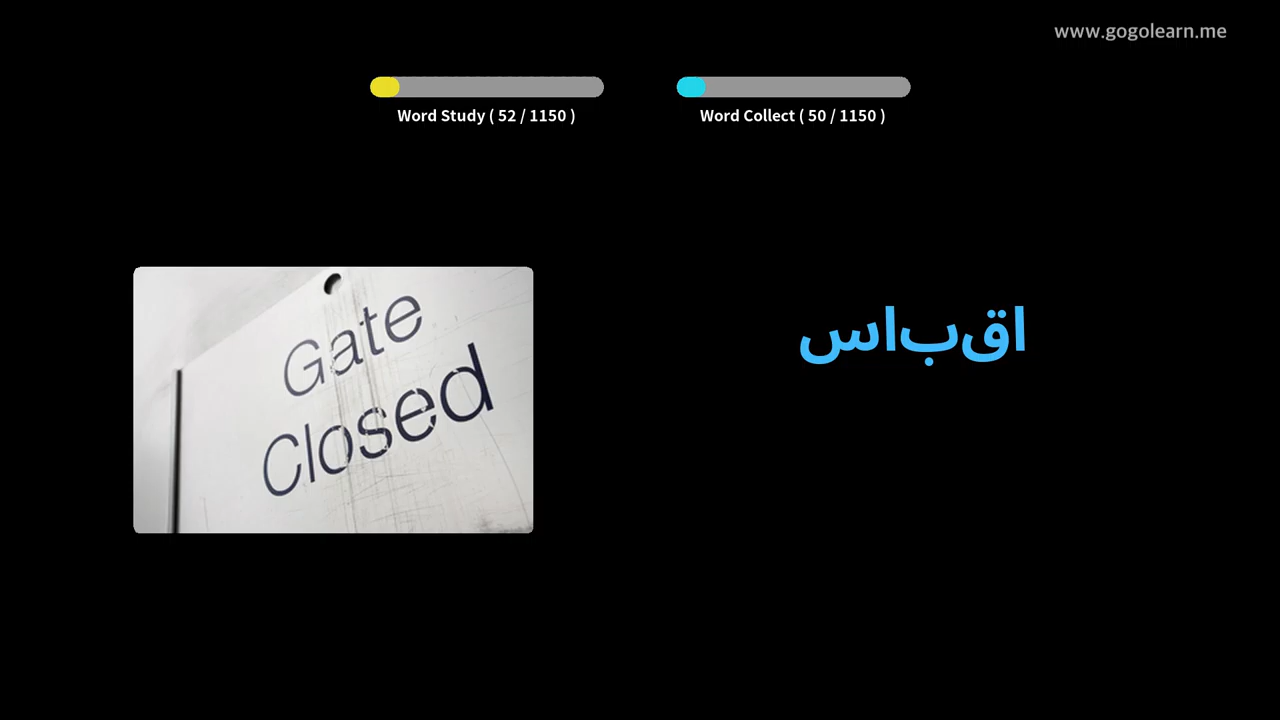 www.gogolearn.me
Word Study ( 52 / 1150 )
Word Collect ( 50 / 1150 )
Gate
Closed
اقباس